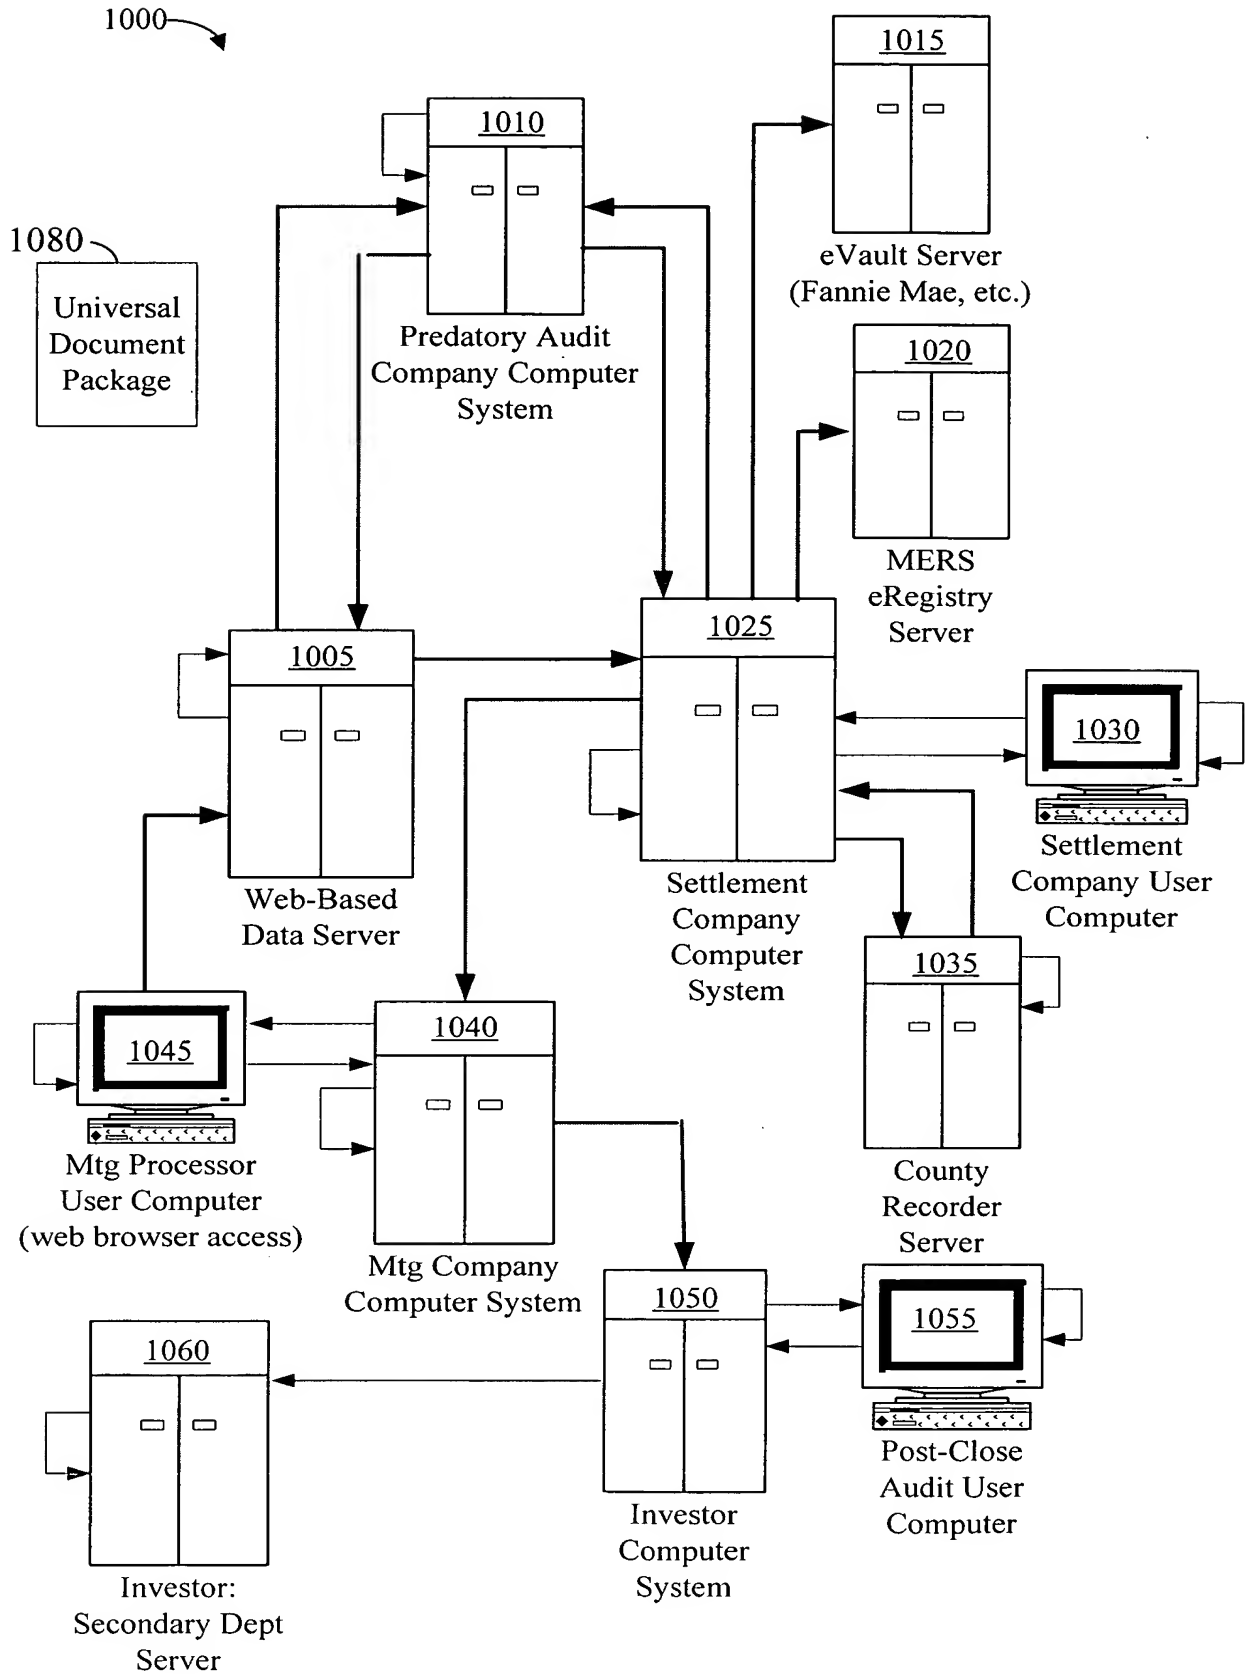 1000
1015
eVault Server
(Fannie Mae, etc.)
1010
Predatory Audit
Company Computer
System
1080
Universal
Document
Package
1020
MERS
eRegistry
Server
1005
Web-Based
Data Server
1025
Settlement
Company
Computer
System
1030
Settlement
Company User
Computer
1035
County
Recorder
Server
1045
Mtg Processor
User Computer
(web browser access)
1040
Mtg Company
Computer System
1050
Investor
Computer
System
1055
Post-Close
Audit User
Computer
1060
Investor:
Secondary Dept
Server